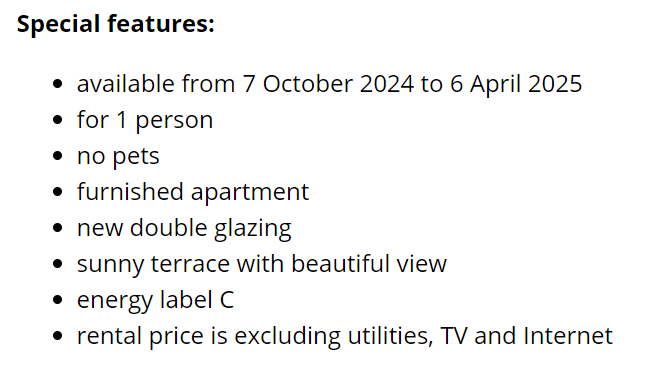 Special features:
• available from 7 October 2024 to 6 April 2025
• for 1 person
• no pets
• furnished apartment
• new double glazing
• sunny terrace with beautiful view
• energy label C
• rental price is excluding utilities, TV and Internet